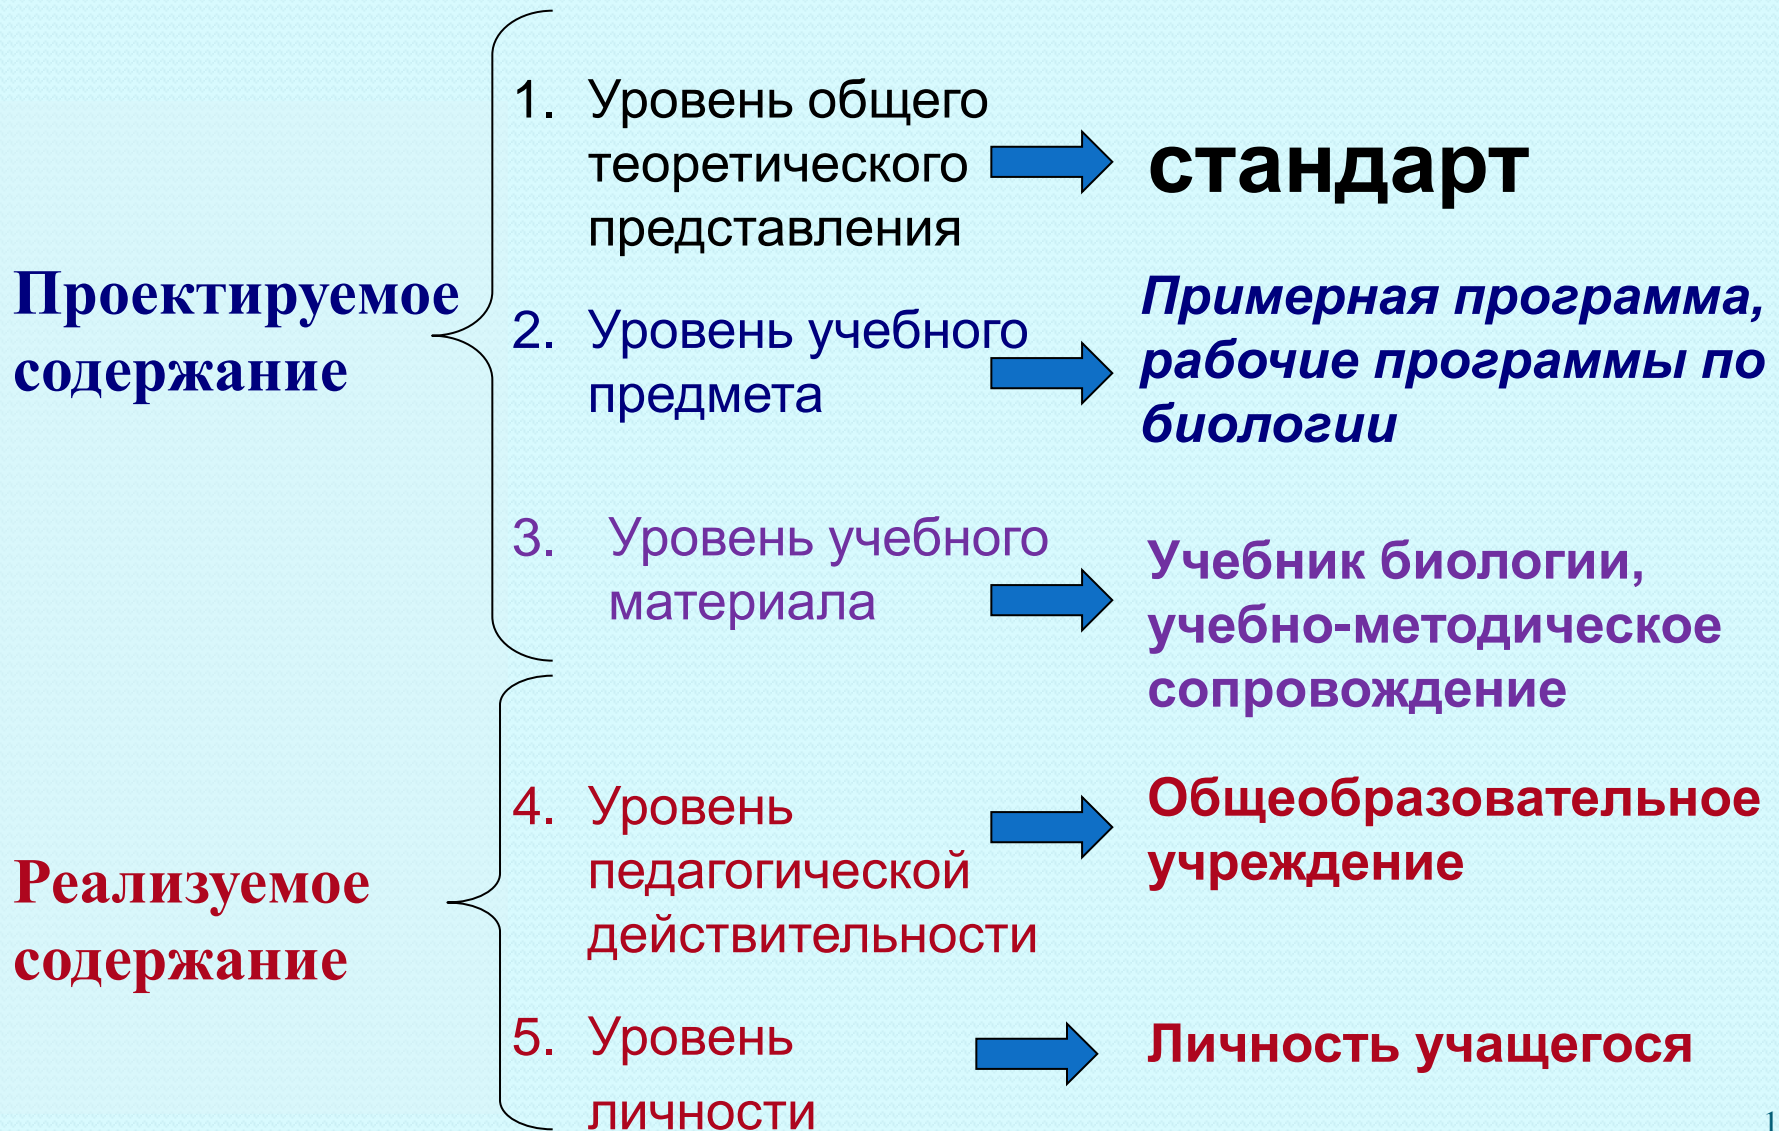 Проектируемое
содержание
1. Уровень общего
теоретического
представления
стандарт
2. Уровень учебного
предмета
Примерная программа,
рабочие программы по
биологии
3. Уровень учебного
материала
Учебник биологии,
учебно-методическое
сопровождение
Реализуемое
содержание
4. Уровень
педагогической
действительности
Общеобразовательное
учреждение
5. Уровень
личности
Личность учащегося
1